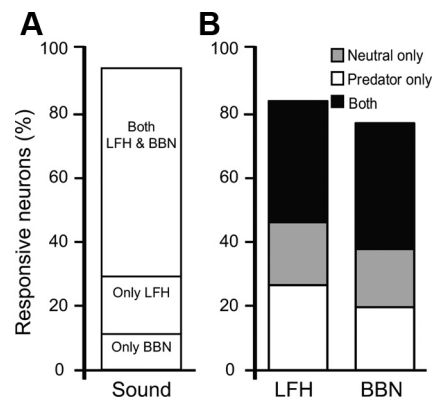 A
Responsive neurons (%)
100
80
60
40
20
0
Both
LFH & BBN
Only LFH
Only BBN
Sound
B
100
80
60
40
20
0
Neutral only
Predator only
Both
LFH
BBN